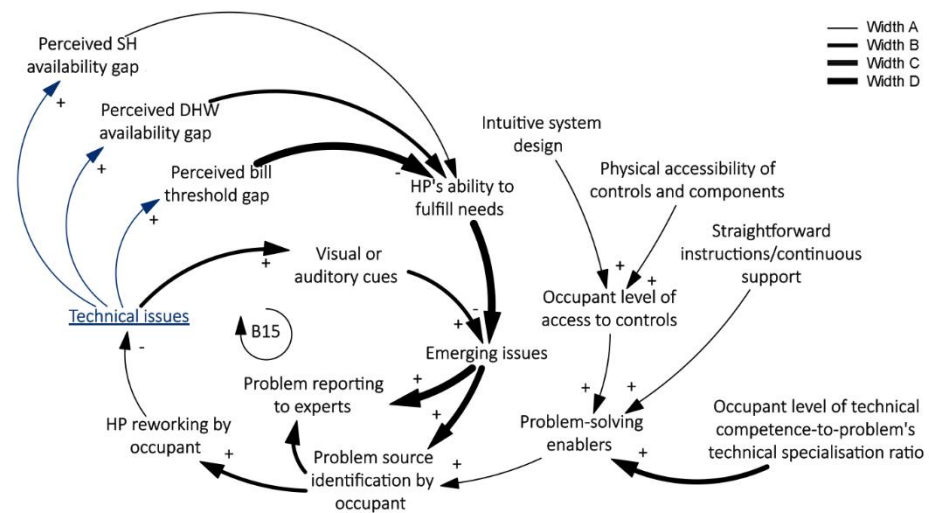 Perceived SH
availability gap
+
Perceived DHW
availability gap
+
Perceived bill
threshold gap
+
-
HP's ability to
fulfill needs
Intuitive system
design
Physical accessibility of
controls and components
Straightforward
instructions/continuous
support
Width A
Width B
Width C
Width D
+
Visual or
auditory cues
Technical issues
-
B15
+
-
Emerging issues
+
+
Occupant level of
access to controls
Problem reporting
to experts
+
+
HP reworking by
occupant
+
Problem source
identification by
occupant
+
+
+
Problem-solving
enablers
+
Occupant level of technical
competence-to-problem's
technical specialisation ratio